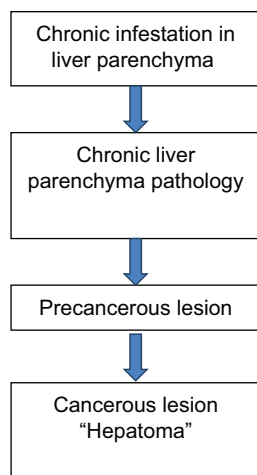 Chronic infestation in
liver parenchyma
Chronic liver
parenchyma pathology
Precancerous lesion
Cancerous lesion
“Hepatoma”